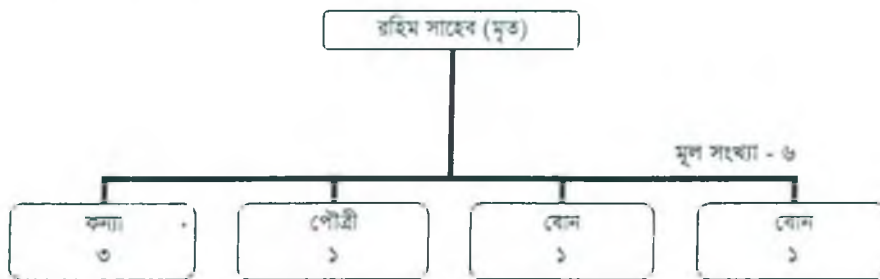 রহিম সাহেব (মৃত)
মূল সংখ্যা - ৬
কন্যা পৌত্রী বোন বোন
৩ ১ ১ ১